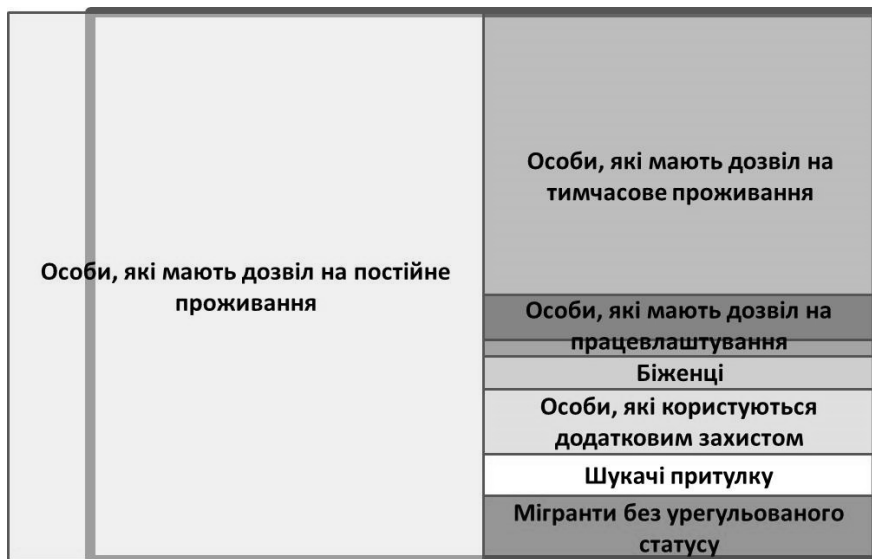 Особи, які мають дозвіл на постійне
проживання
Особи, які мають дозвіл на
тимчасове проживання
Особи, які мають дозвіл на
працевлаштування
Біженці
Особи, які користуються
додатковим захистом
Шукачі притулку
Мігранти без урегульованого
статусу